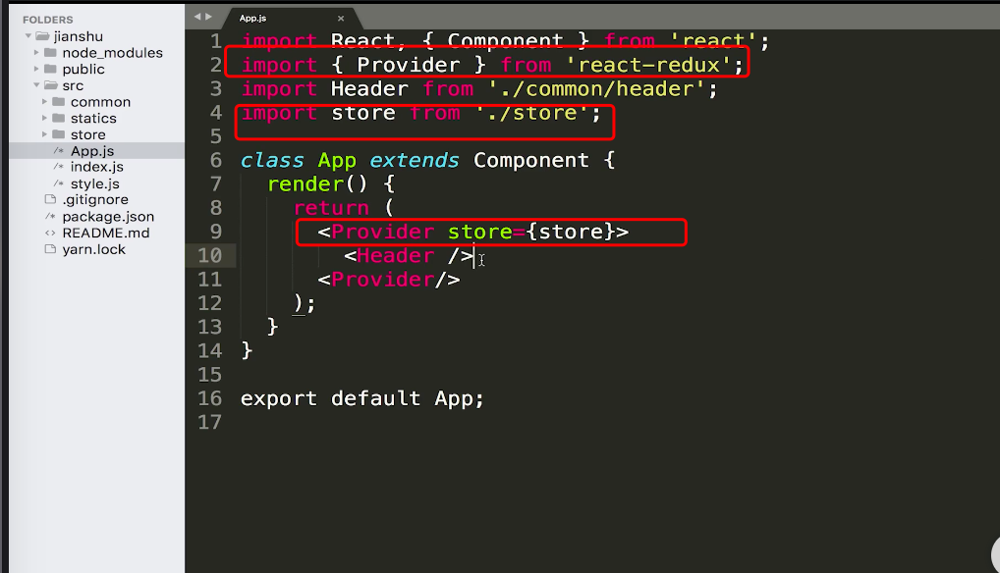 FOLDERS
jianshu
node_modules
public
src
common
statics
store
App.js
index.js
style.js
.gitignore
package.json
README.md
yarn.lock
App.js
1 import React, { Component } from 'react';
2 import { Provider } from 'react-redux';
3 import Header from './common/header';
4 import store from './store';
5
6 class App extends Component {
7 render() {
8 return (
9 <Provider store={store}>
10 <Header />
11 <Provider/>
12 );
13 }
14 }
15
16 export default App;
17